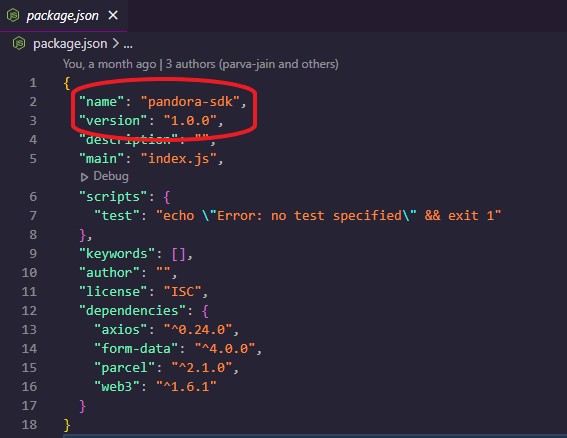 JS package.json ×
JS package.json > ...
You, a month ago | 3 authors (parva-jain and others)
1 {
2 "name": "pandora-sdk",
3 "version": "1.0.0",
4 "description": "",
5 "main": "index.js",
▷ Debug
6 "scripts": {
7 "test": "echo \"Error: no test specified\" && exit 1"
8 },
9 "keywords": [],
10 "author": "",
11 "license": "ISC",
12 "dependencies": {
13 "axios": "^0.24.0",
14 "form-data": "^4.0.0",
15 "parcel": "^2.1.0",
16 "web3": "^1.6.1"
17 }
18 }